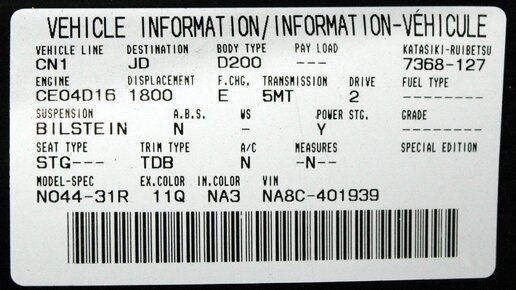 VEHICLE INFORMATION/INFORMATION-VÉHICULE
VEHICLE LINE DESTINATION BODY TYPE PAY LOAD KATASIKI-RUIBETSU
CN1 JD D200 7368-127
ENGINE DISPLACEMENT F.CHG. TRANSMISSION DRIVE FUEL TYPE
CE04D16 1800 E 5MT 2 ----------
SUSPENSION A.B.S. WS POWER STG. GRADE
BILSTEIN N - Y ----------
SEAT TYPE TRIM TYPE A/C MEASURES SPECIAL EDITION
STG--- TDB N -N--
MODEL-SPEC EX.COLOR IN.COLOR VIN
N044-31R 11Q NA3 NA8C-401939